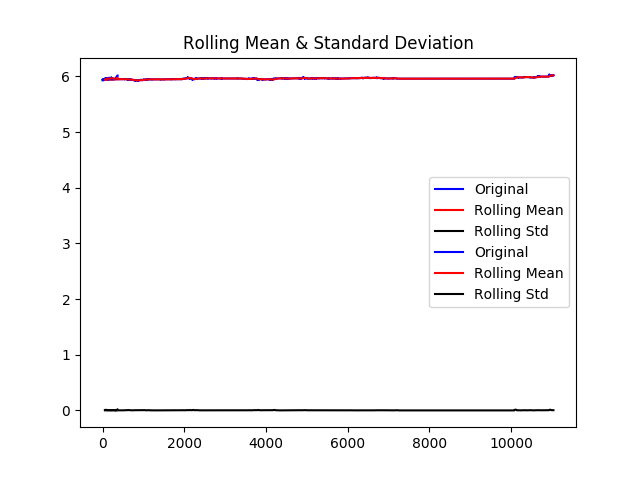 Rolling Mean & Standard Deviation
6
5
4
3
2
1
0
Original
Rolling Mean
Rolling Std
Original
Rolling Mean
Rolling Std
0 2000 4000 6000 8000 10000